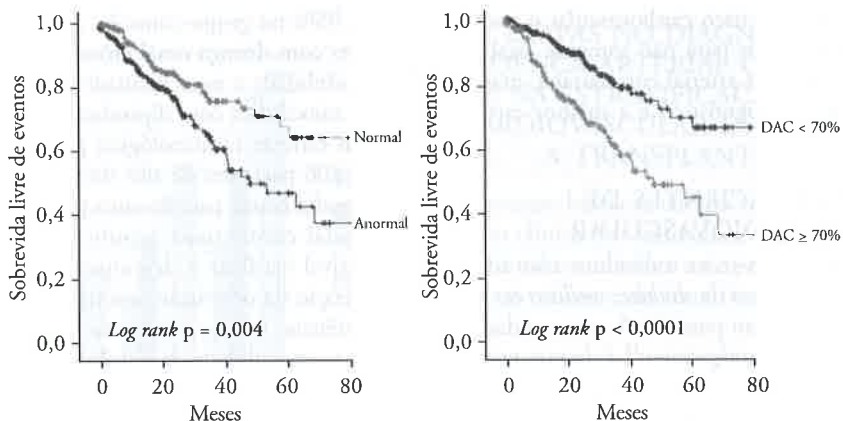 Sobrevida livre de eventos
1,0
0,8
0,6
0,4
0,2
0,0
Normal
Anormal
Log rank p = 0,004
0 20 40 60 80
Meses
Sobrevida livre de eventos
1,0
0,8
0,6
0,4
0,2
0,0
DAC < 70%
DAC ≥ 70%
Log rank p < 0,0001
0 20 40 60 80
Meses